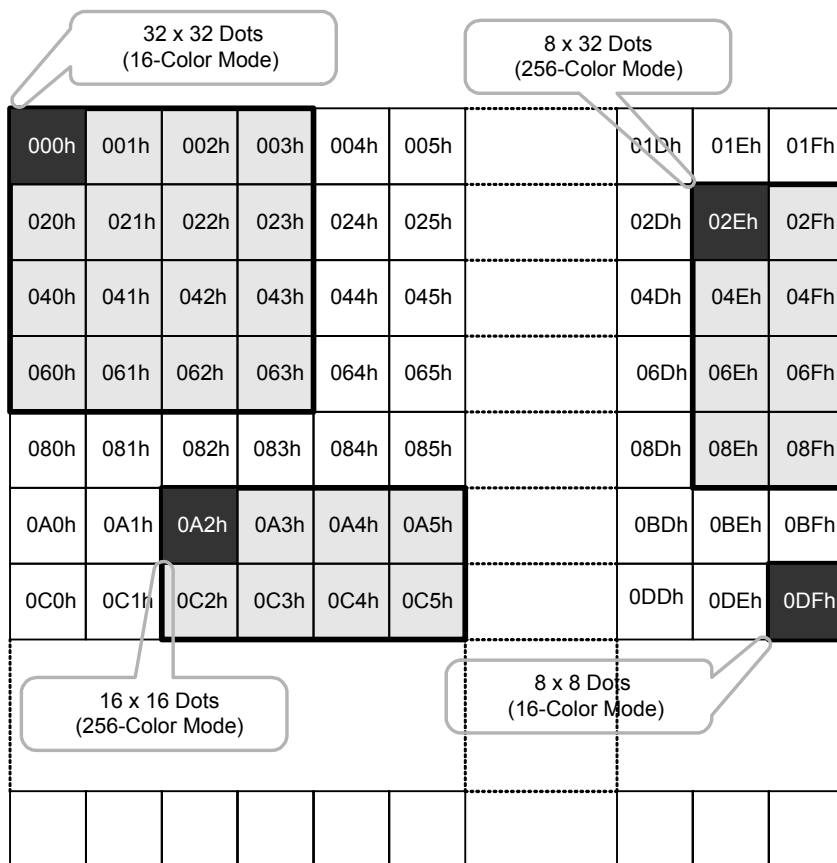 32 x 32 Dots
(16-Color Mode)
8 x 32 Dots
(256-Color Mode)
000h 001h 002h 003h 004h 005h 01Dh 01Eh 01Fh
020h 021h 022h 023h 024h 025h 02Dh 02Eh 02Fh
040h 041h 042h 043h 044h 045h 04Dh 04Eh 04Fh
060h 061h 062h 063h 064h 065h 06Dh 06Eh 06Fh
080h 081h 082h 083h 084h 085h 08Dh 08Eh 08Fh
0A0h 0A1h 0A2h 0A3h 0A4h 0A5h 0BDh 0BEh 0BFh
0C0h 0C1h 0C2h 0C3h 0C4h 0C5h 0DDh 0DEh 0DFh
16 x 16 Dots
(256-Color Mode)
8 x 8 Dots
(16-Color Mode)